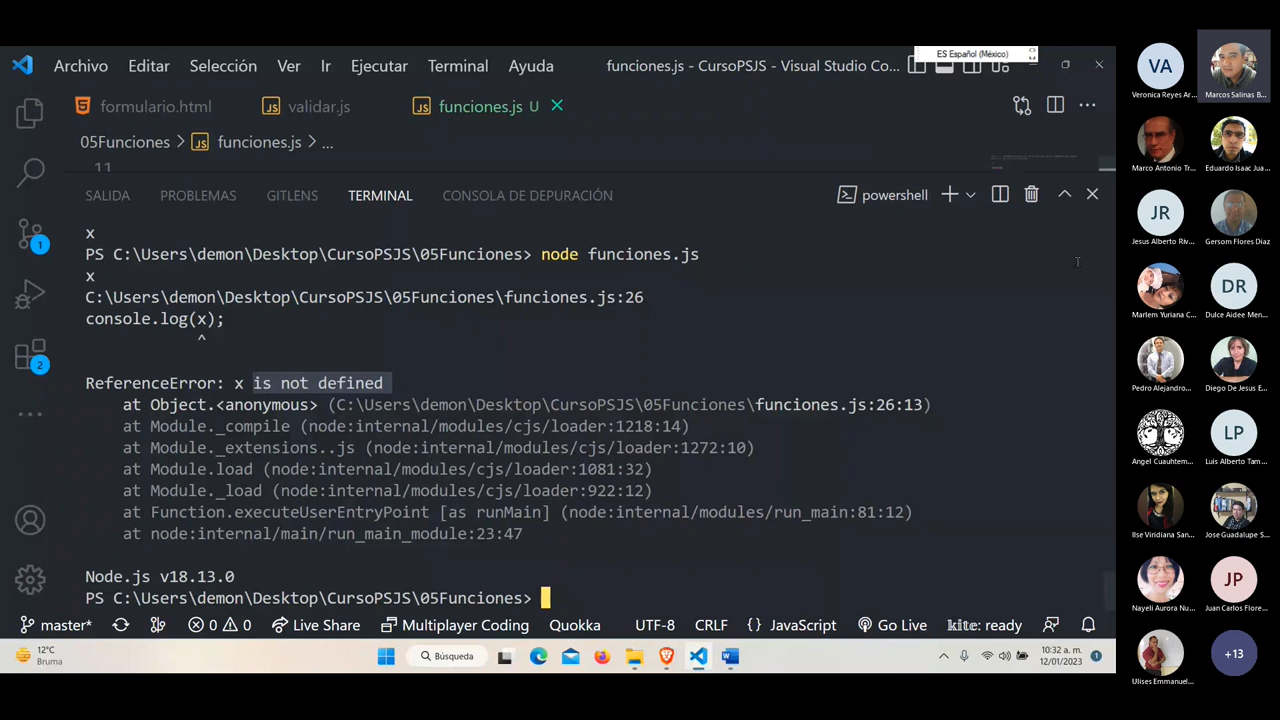 ES Español (México)
Archivo Editar Selección Ver Ir Ejecutar Terminal Ayuda funciones.js - CursoPSJS - Visual Studio Co...
formulario.html validar.js funciones.js U
05Funciones > funciones.js > ...
11
SALIDA PROBLEMAS GITLENS TERMINAL CONSOLA DE DEPURACIÓN powershell
x
PS C:\Users\demon\Desktop\CursoPSJS\05Funciones> node funciones.js
x
C:\Users\demon\Desktop\CursoPSJS\05Funciones\funciones.js:26
console.log(x);
^
ReferenceError: x is not defined
at Object.<anonymous> (C:\Users\demon\Desktop\CursoPSJS\05Funciones\funciones.js:26:13)
at Module._compile (node:internal/modules/cjs/loader:1218:14)
at Module._extensions..js (node:internal/modules/cjs/loader:1272:10)
at Module.load (node:internal/modules/cjs/loader:1081:32)
at Module._load (node:internal/modules/cjs/loader:922:12)
at Function.executeUserEntryPoint [as runMain] (node:internal/modules/run_main:81:12)
at node:internal/main/run_main_module:23:47
Node.js v18.13.0
PS C:\Users\demon\Desktop\CursoPSJS\05Funciones>
1
2
master* 0 0 Live Share Multiplayer Coding Quokka UTF-8 CRLF {} JavaScript Go Live kite: ready
12°C
Bruma
Búsqueda
10:32 a. m.
12/01/2023
1
VA
Veronica Reyes Ar...
Marcos Salinas B...
Marco Antonio Tr...
Eduardo Isaac Jua...
JR
Jesus Alberto Riv...
Gersom Flores Diaz
Marlem Yuriana C...
DR
Dulce Aidee Men...
Pedro Alejandro...
Diego De Jesus E...
Angel Cuauhtem...
LP
Luis Alberto Tam...
Ilse Viridiana San...
Jose Guadalupe S...
Nayeli Aurora Nu...
JP
Juan Carlos Flore...
Ulises Emmanuel...
+13